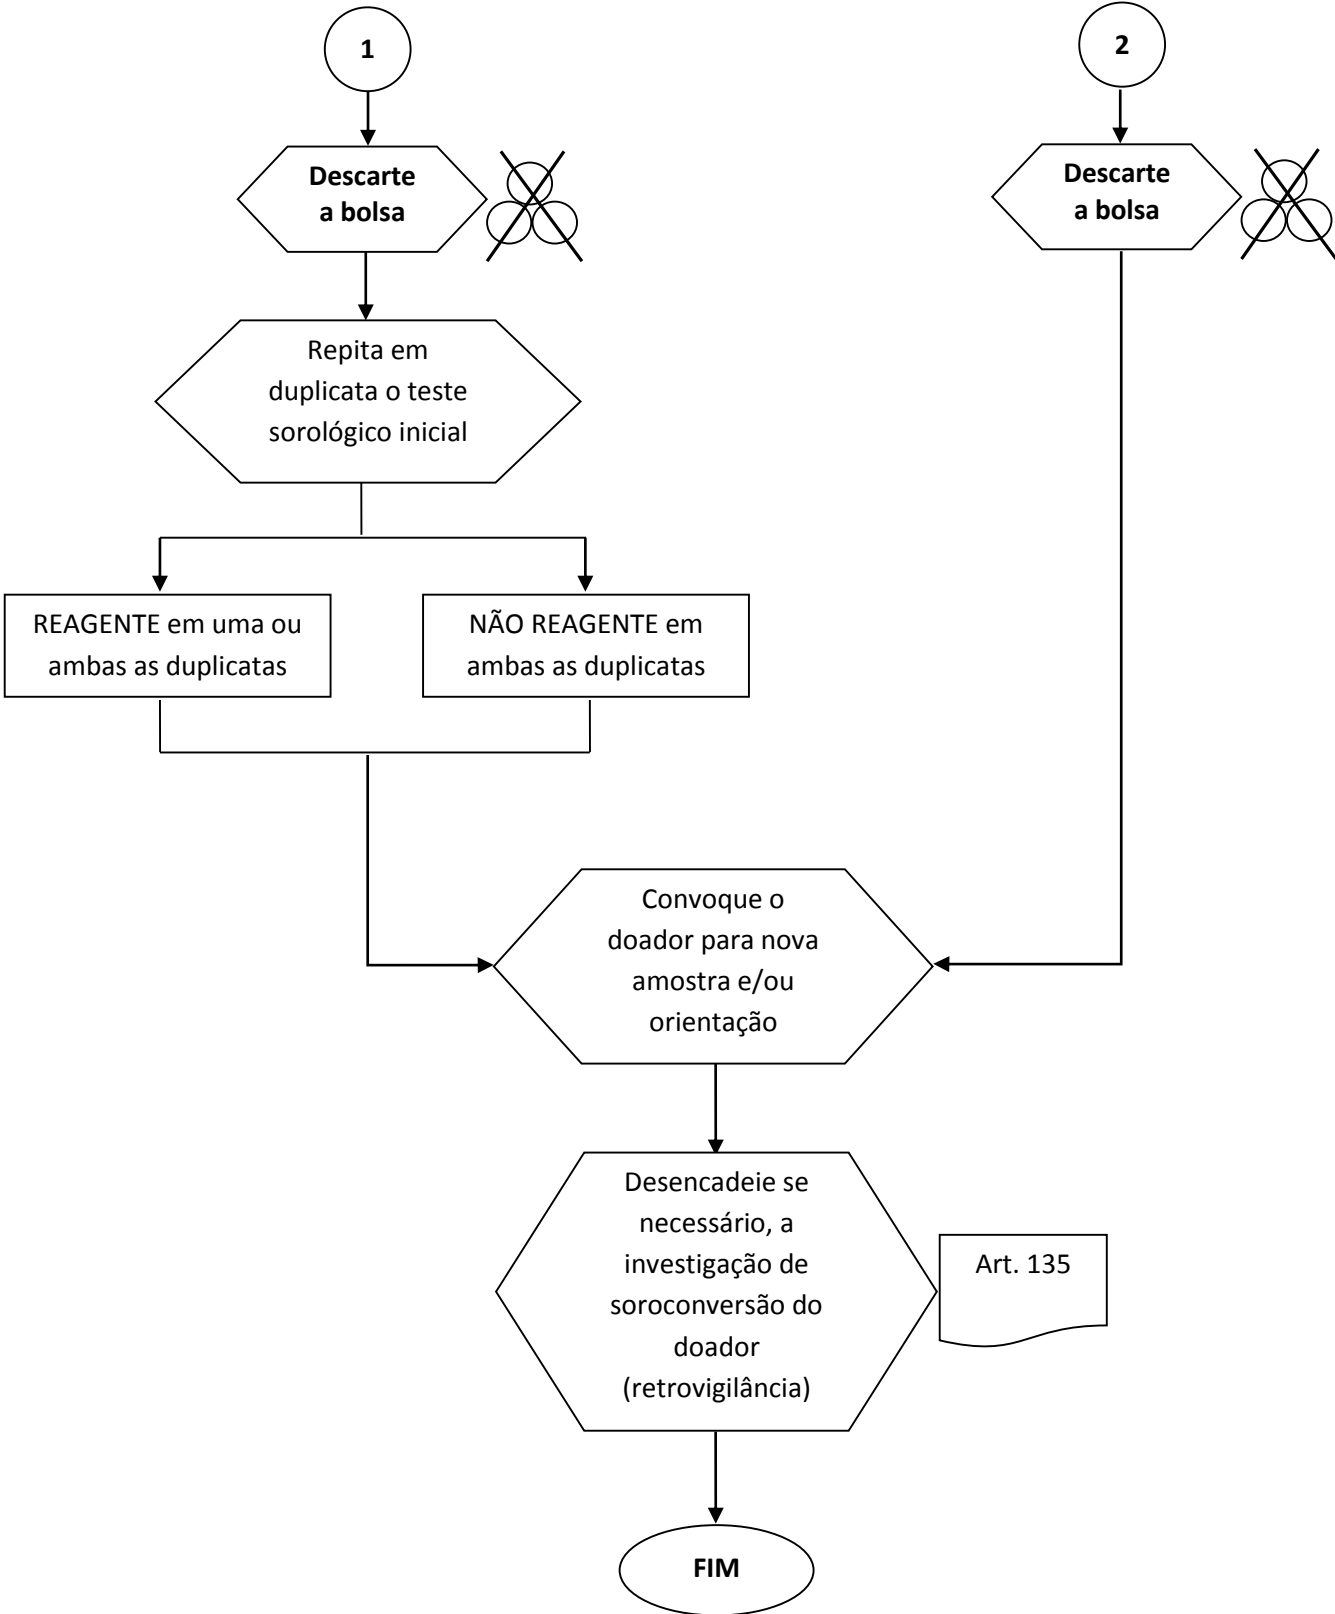 1
2
Descarte
a bolsa
Descarte
a bolsa
Repita em
duplicata o teste
sorológico inicial
REAGENTE em uma ou
ambas as duplicatas
NÃO REAGENTE em
ambas as duplicatas
Convoque o
doador para nova
amostra e/ou
orientação
Desencadeie se
necessário, a
investigação de
soroconversão do
doador
(retrovigilância)
Art. 135
FIM